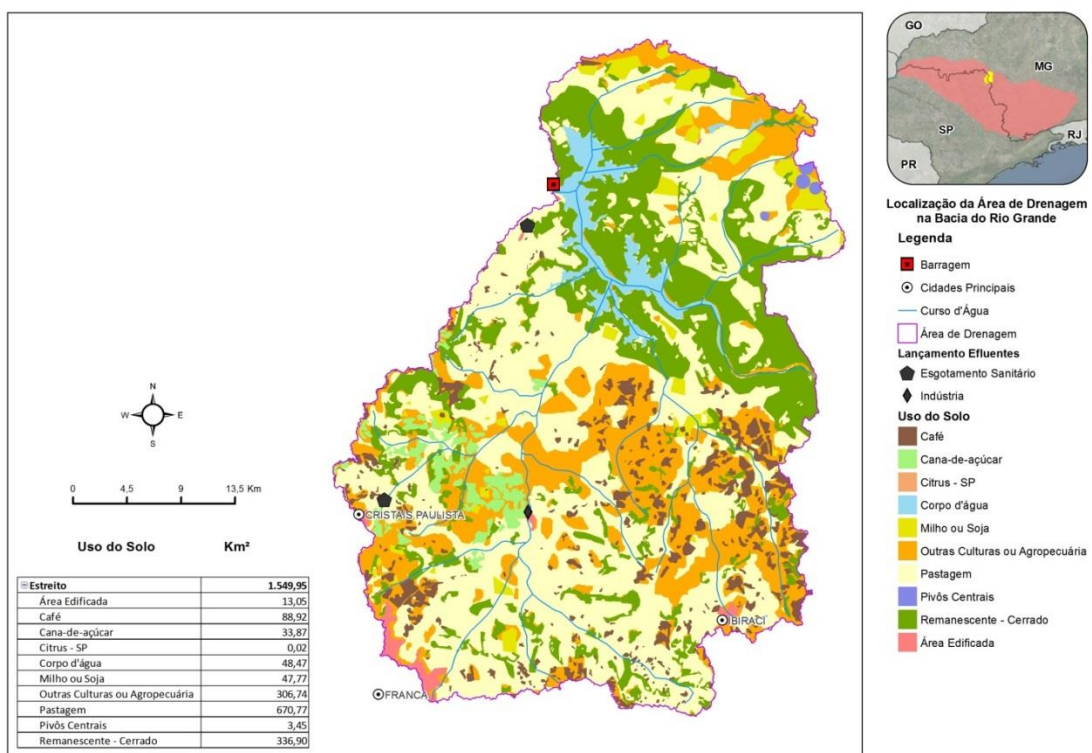 GO
MG
SP
RJ
PR
Localização da Área de Drenagem
na Bacia do Rio Grande
Legenda
Barragem
Cidades Principais
Curso d'Água
Área de Drenagem
Lançamento Efluentes
Esgotamento Sanitário
Indústria
Uso do Solo
Café
Cana-de-açúcar
Citrus - SP
Corpo d'água
Milho ou Soja
Outras Culturas ou Agropecuária
Pastagem
Pivôs Centrais
Remanescente - Cerrado
Área Edificada
N
W E
S
0 4,5 9 13,5 Km
CRISTAIS PAULISTA
IBIRACI
FRANCA
Uso do Solo Km²
Estreito 1.549,95
Área Edificada 13,05
Café 88,92
Cana-de-açúcar 33,87
Citrus - SP 0,02
Corpo d'água 48,47
Milho ou Soja 47,77
Outras Culturas ou Agropecuária 306,74
Pastagem 670,77
Pivôs Centrais 3,45
Remanescente - Cerrado 336,90